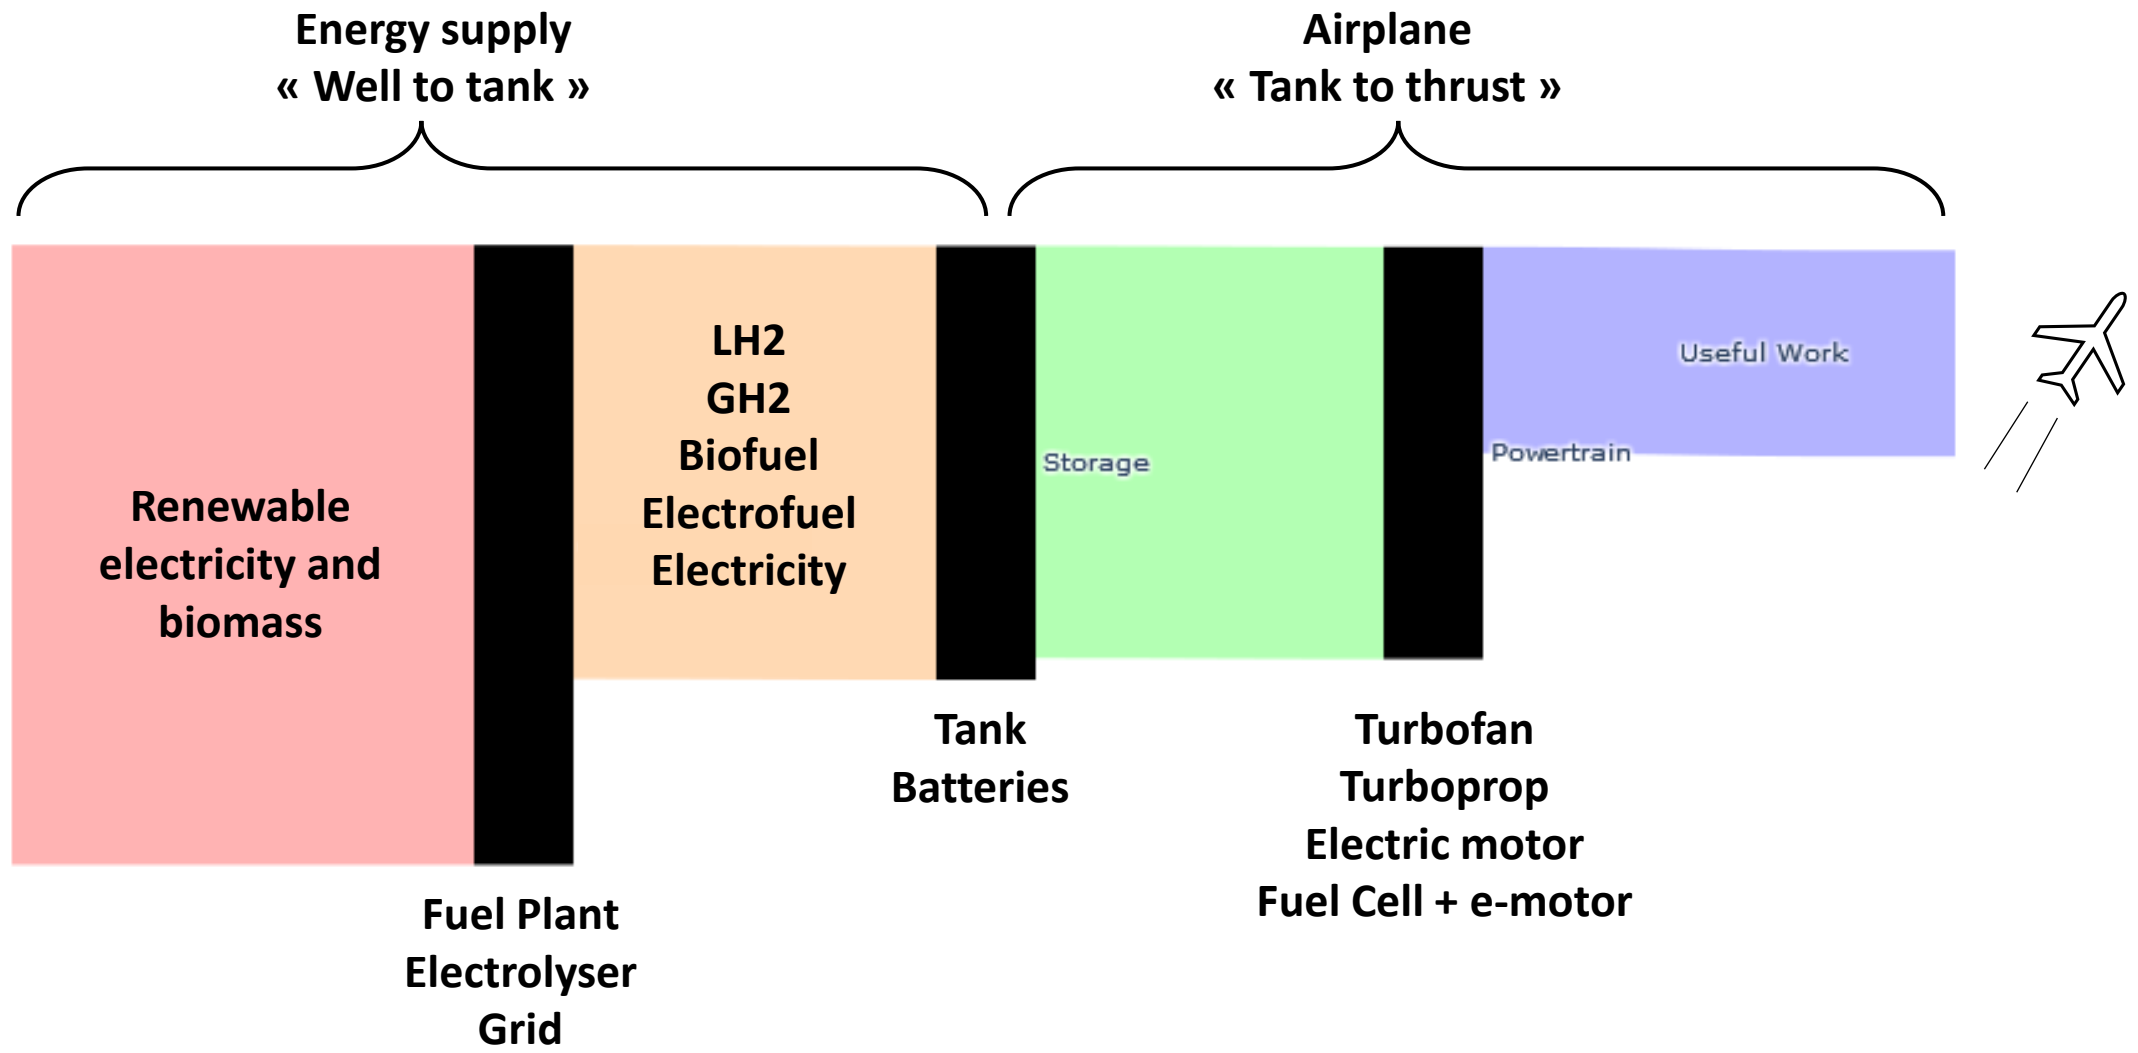 Energy supply
« Well to tank »
Airplane
« Tank to thrust »
Renewable
electricity and
biomass
LH2
GH2
Biofuel
Electrofuel
Electricity
Storage
Useful Work
Powertrain
Fuel Plant
Electrolyser
Grid
Tank
Batteries
Turbofan
Turboprop
Electric motor
Fuel Cell + e-motor